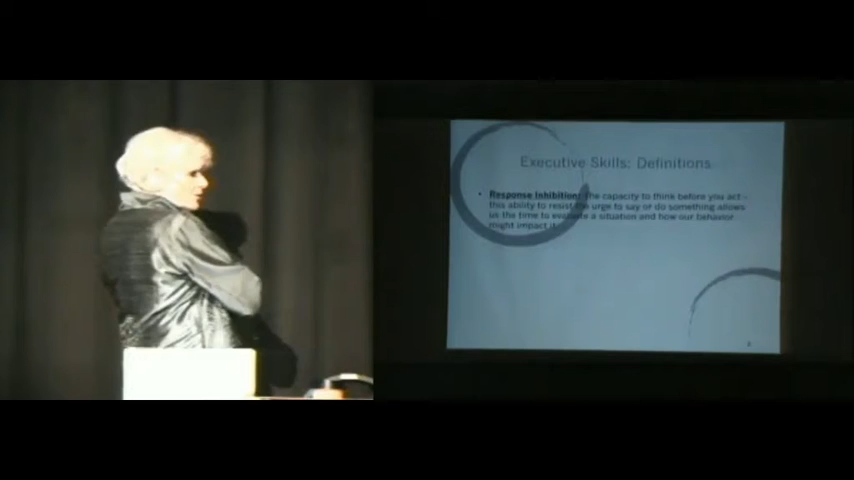 Executive Skills: Definitions
• Response Inhibition: The capacity to think before you act –
this ability to resist the urge to say or do something allows
us the time to evaluate a situation and how our behavior
might impact it.